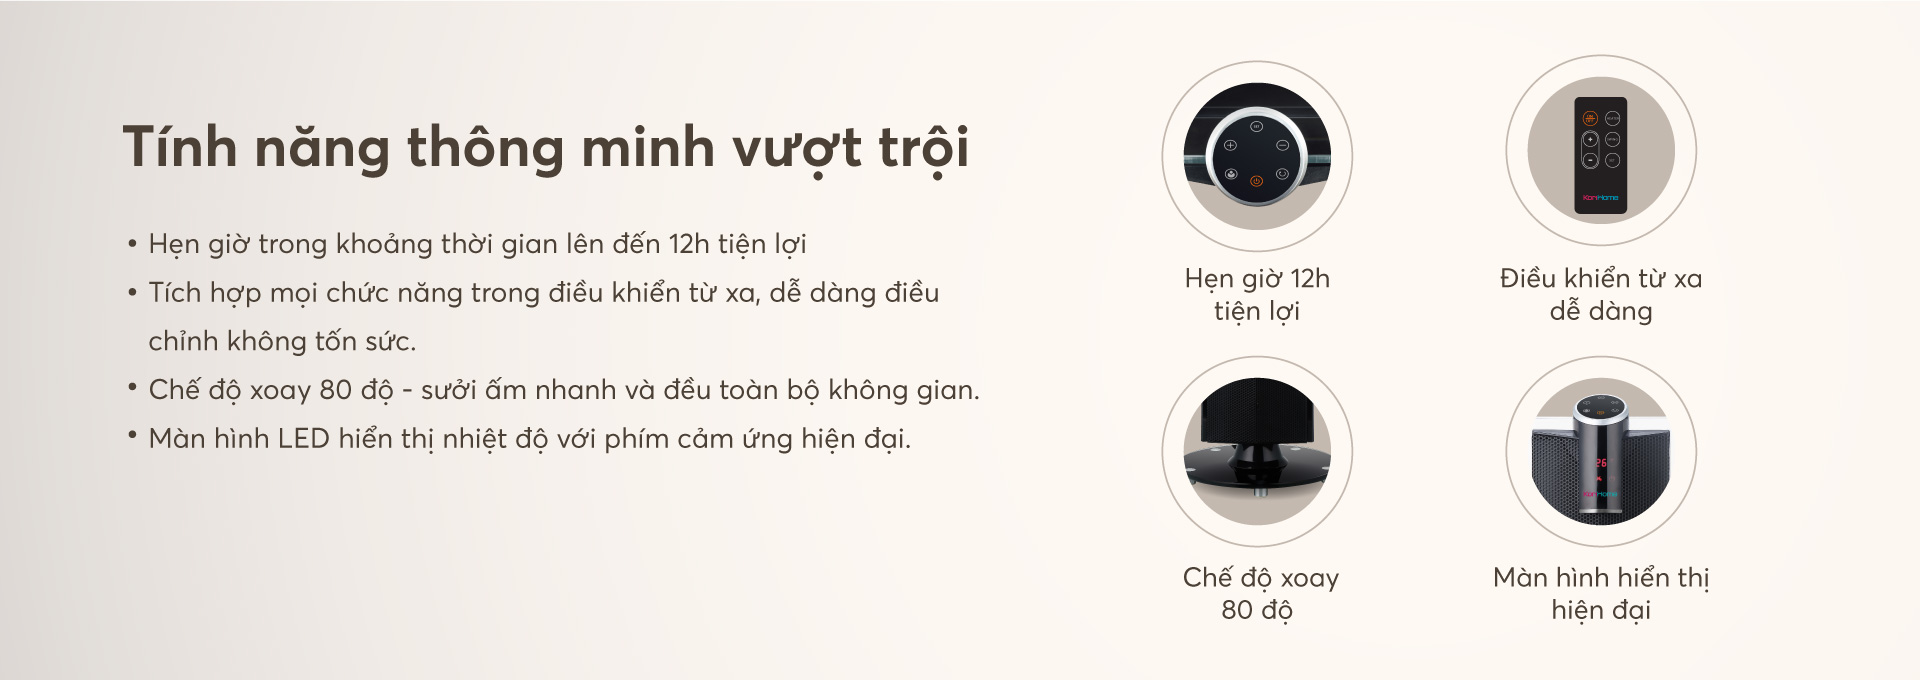 Tính năng thông minh vượt trội
• Hẹn giờ trong khoảng thời gian lên đến 12h tiện lợi
• Tích hợp mọi chức năng trong điều khiển từ xa, dễ dàng điều
chỉnh không tốn sức.
• Chế độ xoay 80 độ - sưởi ấm nhanh và đều toàn bộ không gian.
• Màn hình LED hiển thị nhiệt độ với phím cảm ứng hiện đại.
KoriHome
Hẹn giờ 12h
tiện lợi
Điều khiển từ xa
dễ dàng
26
KoriHome
Chế độ xoay
80 độ
Màn hình hiển thị
hiện đại